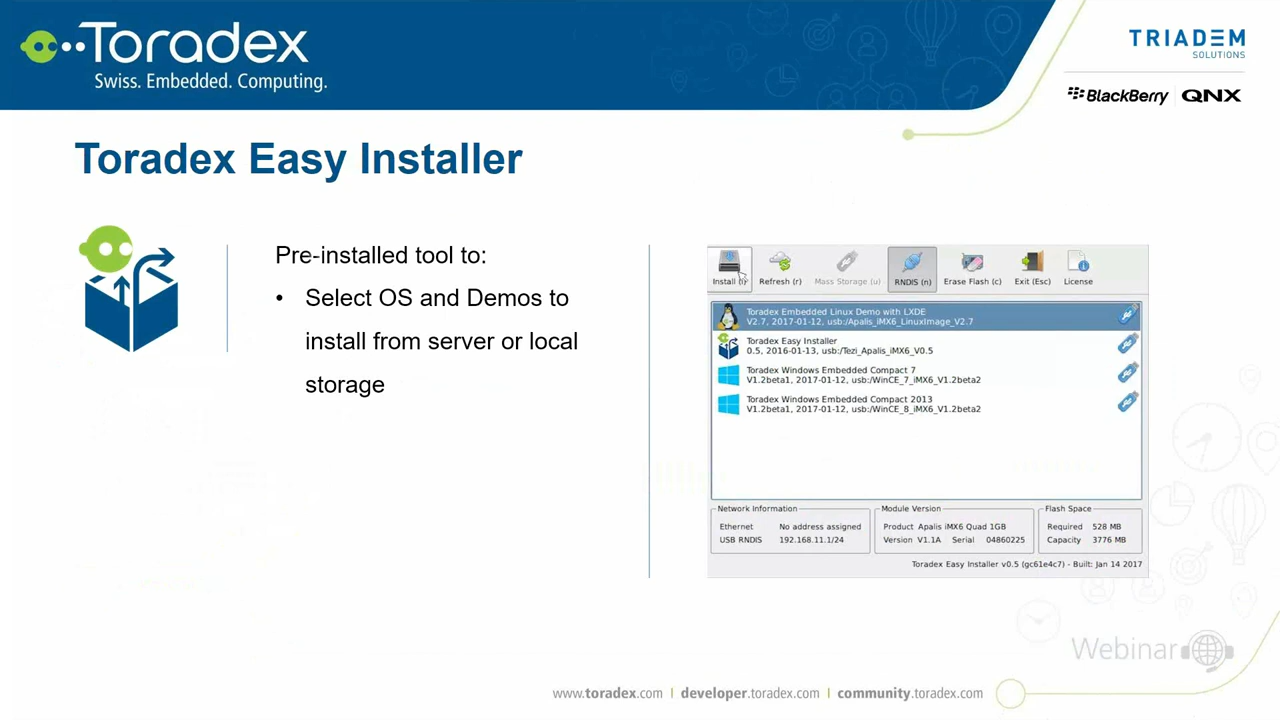 Toradex
Swiss. Embedded. Computing.
TRIADEM
SOLUTIONS
BlackBerry QNX
Toradex Easy Installer
Pre-installed tool to:
• Select OS and Demos to
install from server or local
storage
Install (i) Refresh (r) Mass Storage (u) RNDIS (n) Erase Flash (c) Exit (Esc) License
Toradex Embedded Linux Demo with LXDE
V2.7, 2017-01-12, usb:/Apalis_iMX6_LinuxImage_V2.7
Toradex Easy Installer
0.5, 2016-01-13, usb:/Tezi_Apalis_iMX6_V0.5
Toradex Windows Embedded Compact 7
V1.2beta1, 2017-01-12, usb:/WinCE_7_iMX6_V1.2beta2
Toradex Windows Embedded Compact 2013
V1.2beta1, 2017-01-12, usb:/WinCE_8_iMX6_V1.2beta2
Network Information
Ethernet No address assigned
USB RNDIS 192.168.11.1/24
Module Version
Product Apalis iMX6 Quad 1GB
Version V1.1A Serial 04860225
Flash Space
Required 528 MB
Capacity 3776 MB
Toradex Easy Installer v0.5 (gc61e4c7) - Built: Jan 14 2017
Webinar
www.toradex.com | developer.toradex.com | community.toradex.com